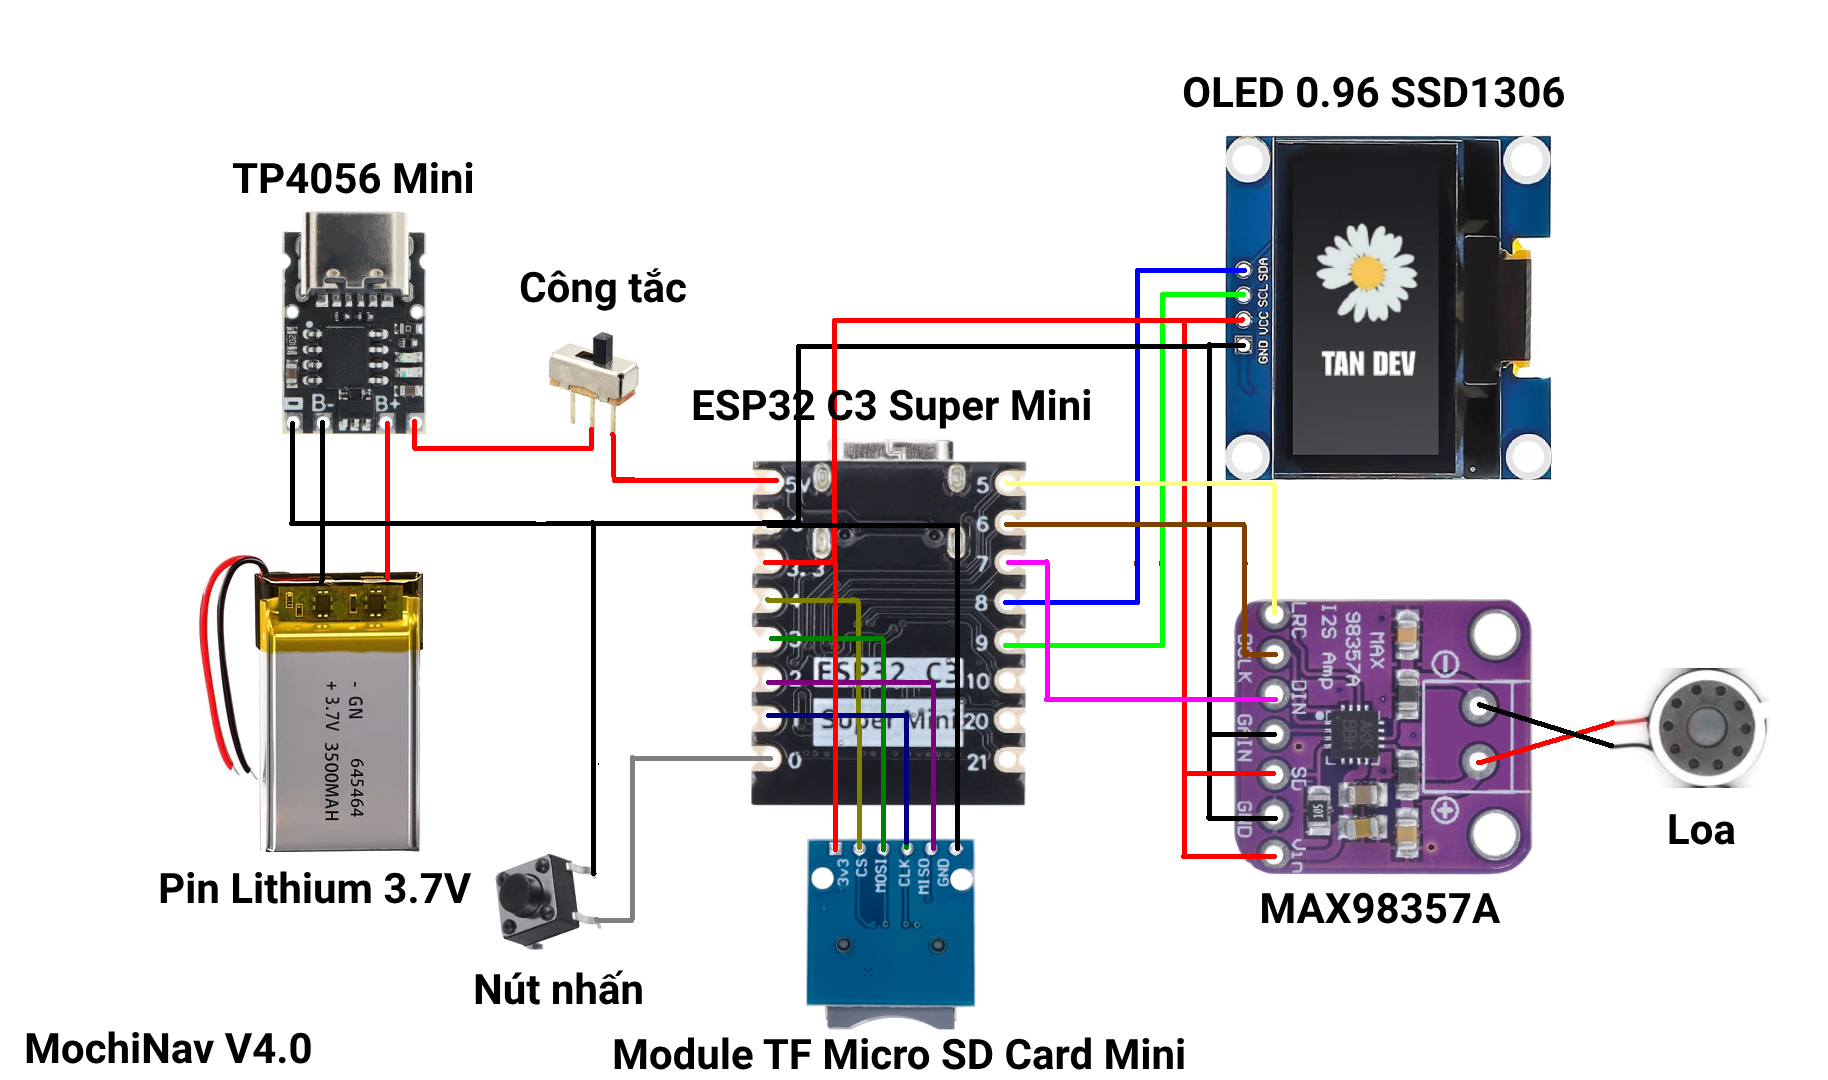 OLED 0.96 SSD1306
TP4056 Mini
Công tắc
SDA
SCL
VCC
GND
TAN DEV
B-
B+
ESP32 C3 Super Mini
5V
3.3
0
5
6
7
8
9
10
20
21
ESP32 C3
Super Mini
- GN 645464
+ 3.7V 3500MAH
Pin Lithium 3.7V
Nút nhấn
3v3
CS
MOSI
CLK
MISO
GND
Module TF Micro SD Card Mini
LRC
BCLK
DIN
GAIN
SD
GND
Vin
MAX
98357A
I2S Amp
105
MAX98357A
Loa
MochiNav V4.0